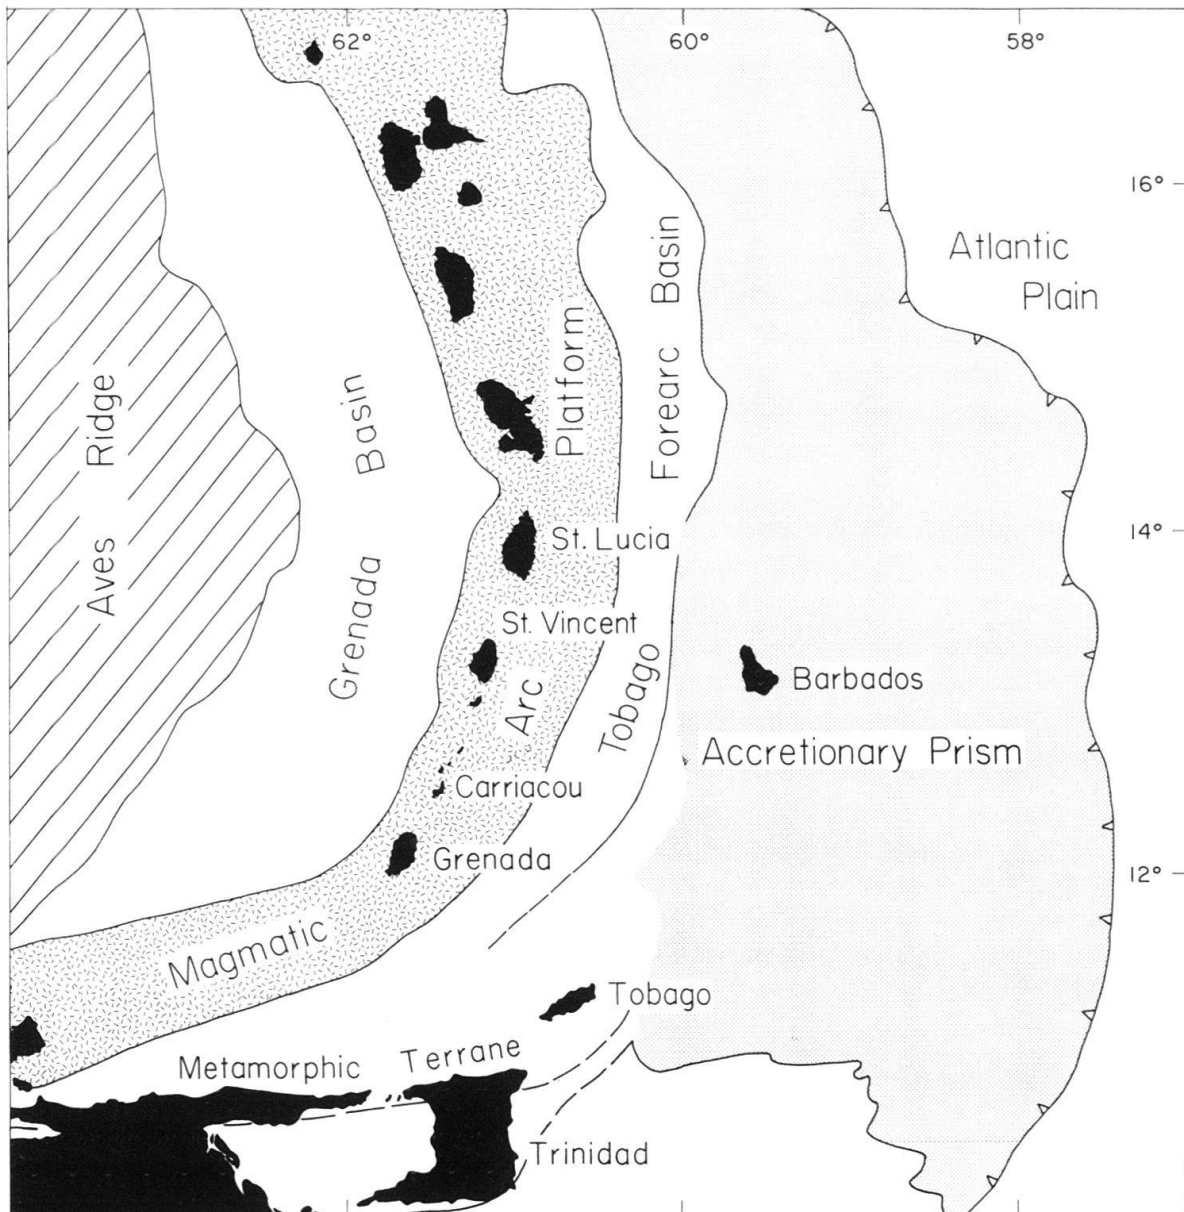 62°
60°
58°
16°
Atlantic
Plain
Forearc Basin
Platform
Aves Ridge
Grenada Basin
14°
St. Lucia
St. Vincent
Arc
Tobago
Barbados
Accretionary Prism
Carriacou
Grenada
12°
Magmatic
Tobago
Metamorphic Terrane
Trinidad